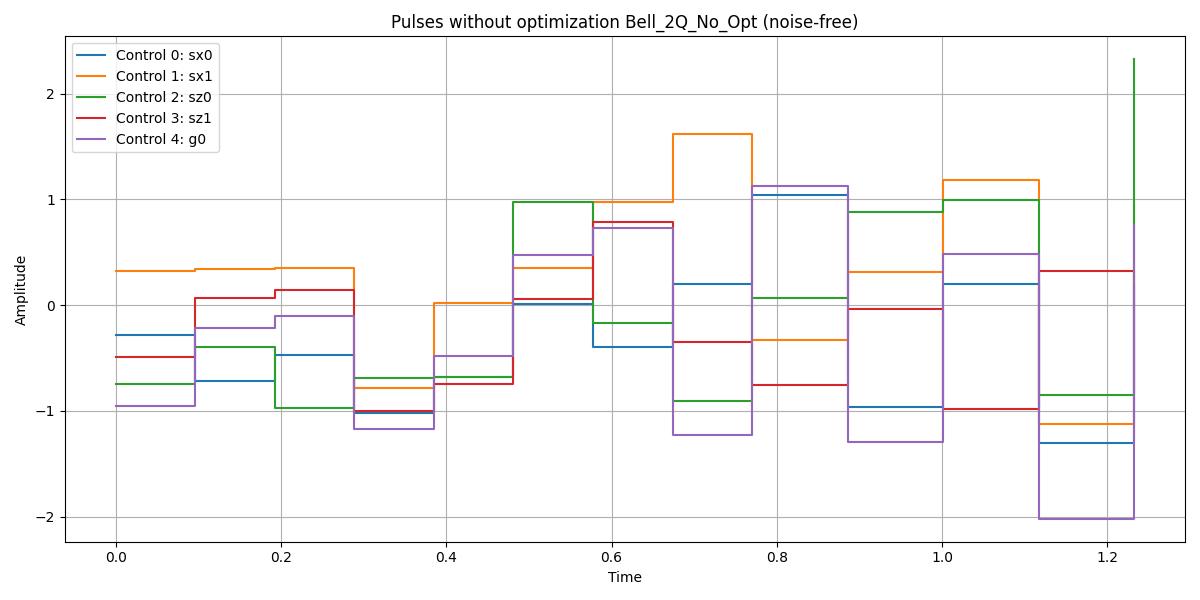 Pulses without optimization Bell_2Q_No_Opt (noise-free)
Control 0: sx0
Control 1: sx1
Control 2: sz0
Control 3: sz1
Control 4: g0
Amplitude
2
1
0
−1
−2
0.0 0.2 0.4 0.6 0.8 1.0 1.2
Time